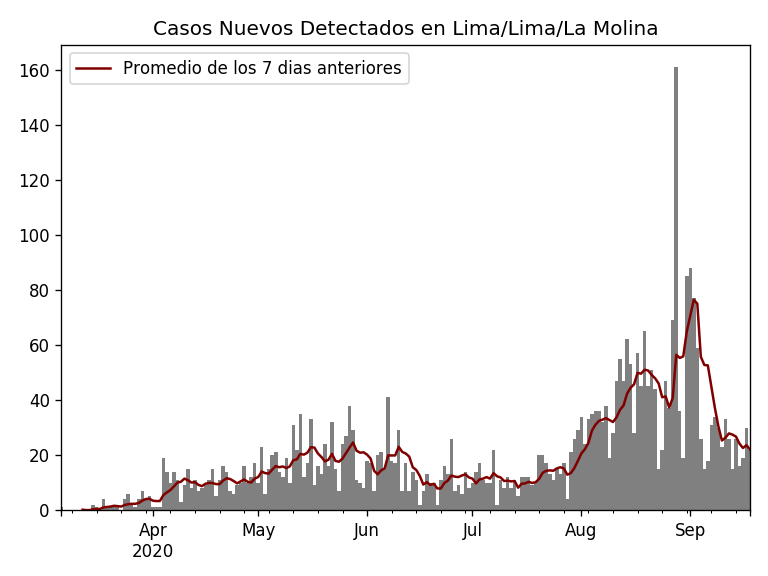 Casos Nuevos Detectados en Lima/Lima/La Molina
Promedio de los 7 dias anteriores
160
140
120
100
80
60
40
20
0
Apr
2020
May
Jun
Jul
Aug
Sep